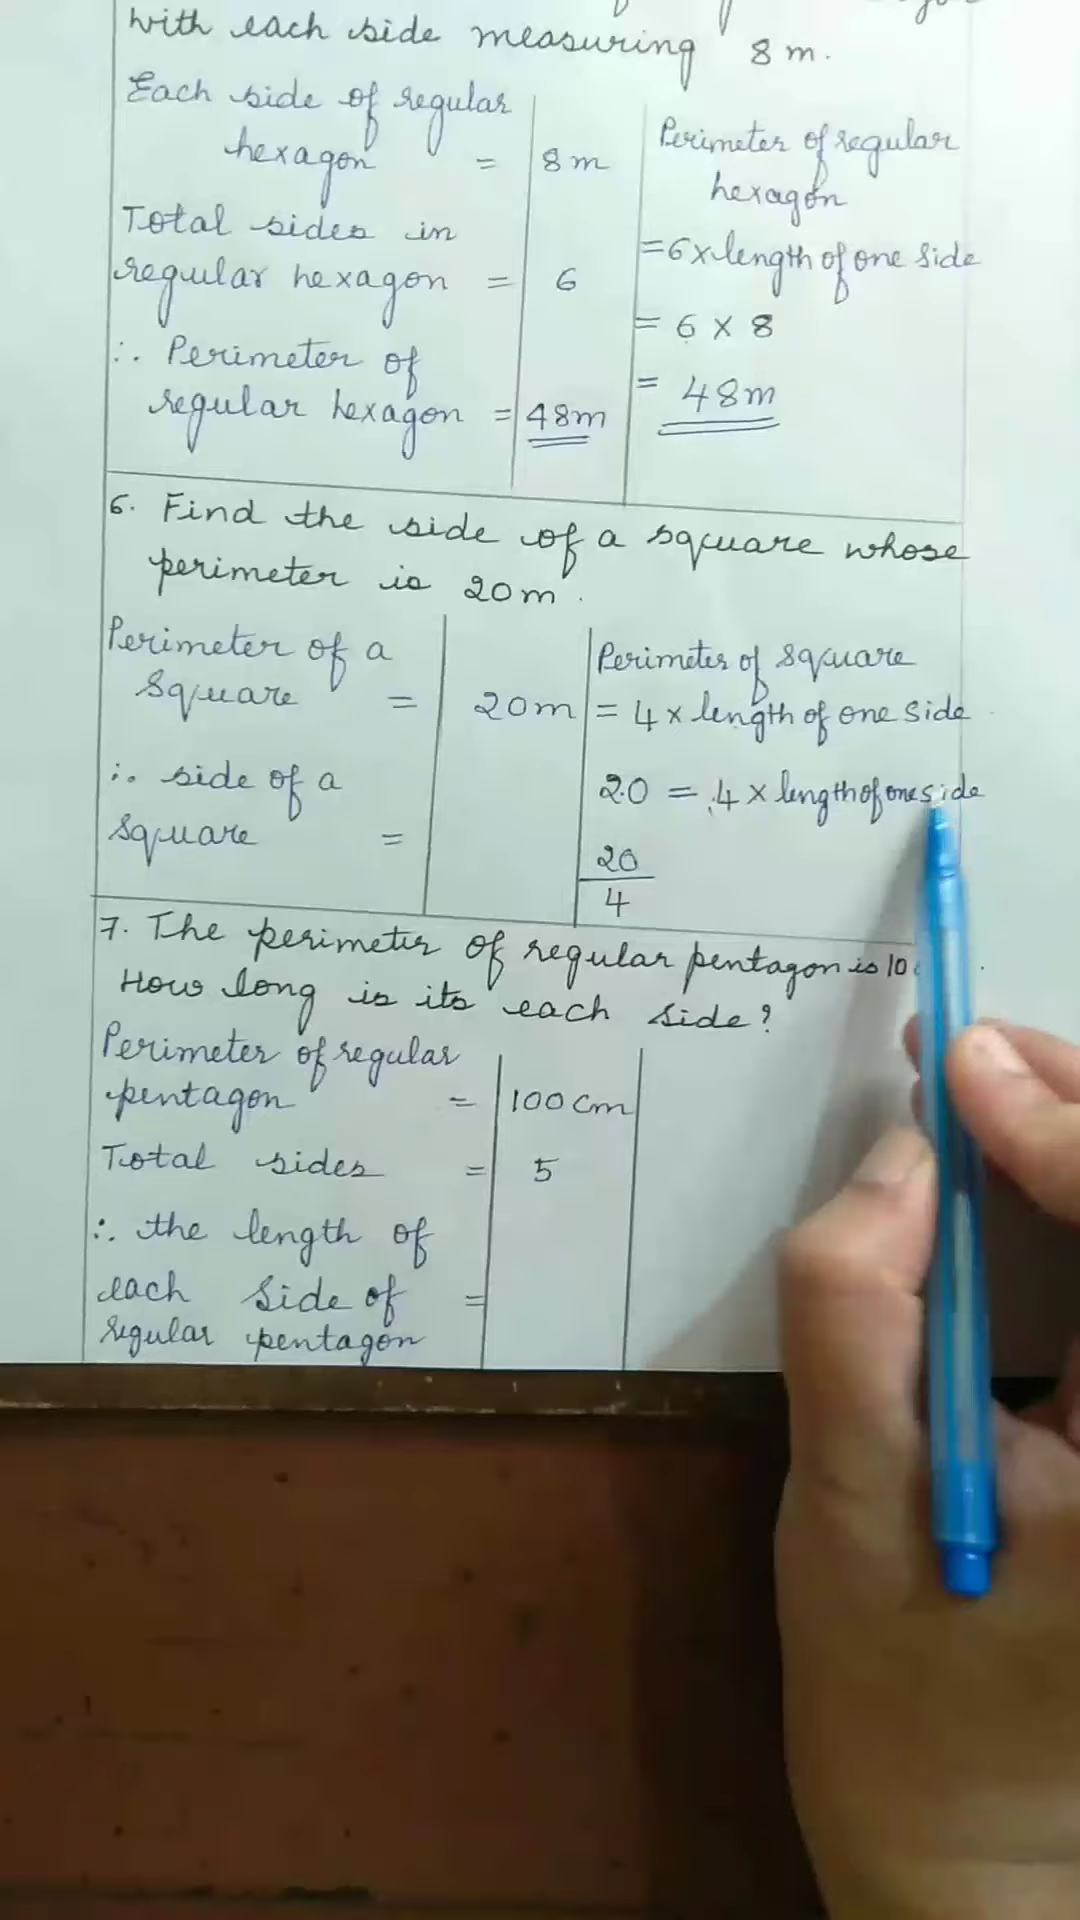 with each side measuring 8 m.
Each side of regular
hexagon = 8 m
Total sides in
regular hexagon = 6
∴ Perimeter of
regular hexagon = 48m
Perimeter of regular
hexagon
=6×length of one side
= 6 × 8
= 48m
6. Find the side of a square whose
perimeter is 20m.
Perimeter of a
square = 20m
∴ side of a
square =
Perimeter of square
= 4 × length of one side
20 = 4 × length of one side
20
4
7. The perimeter of regular pentagon is 10
How long is its each side?
Perimeter of regular
pentagon = 100 cm
Total sides = 5
∴ the length of
each side of =
regular pentagon